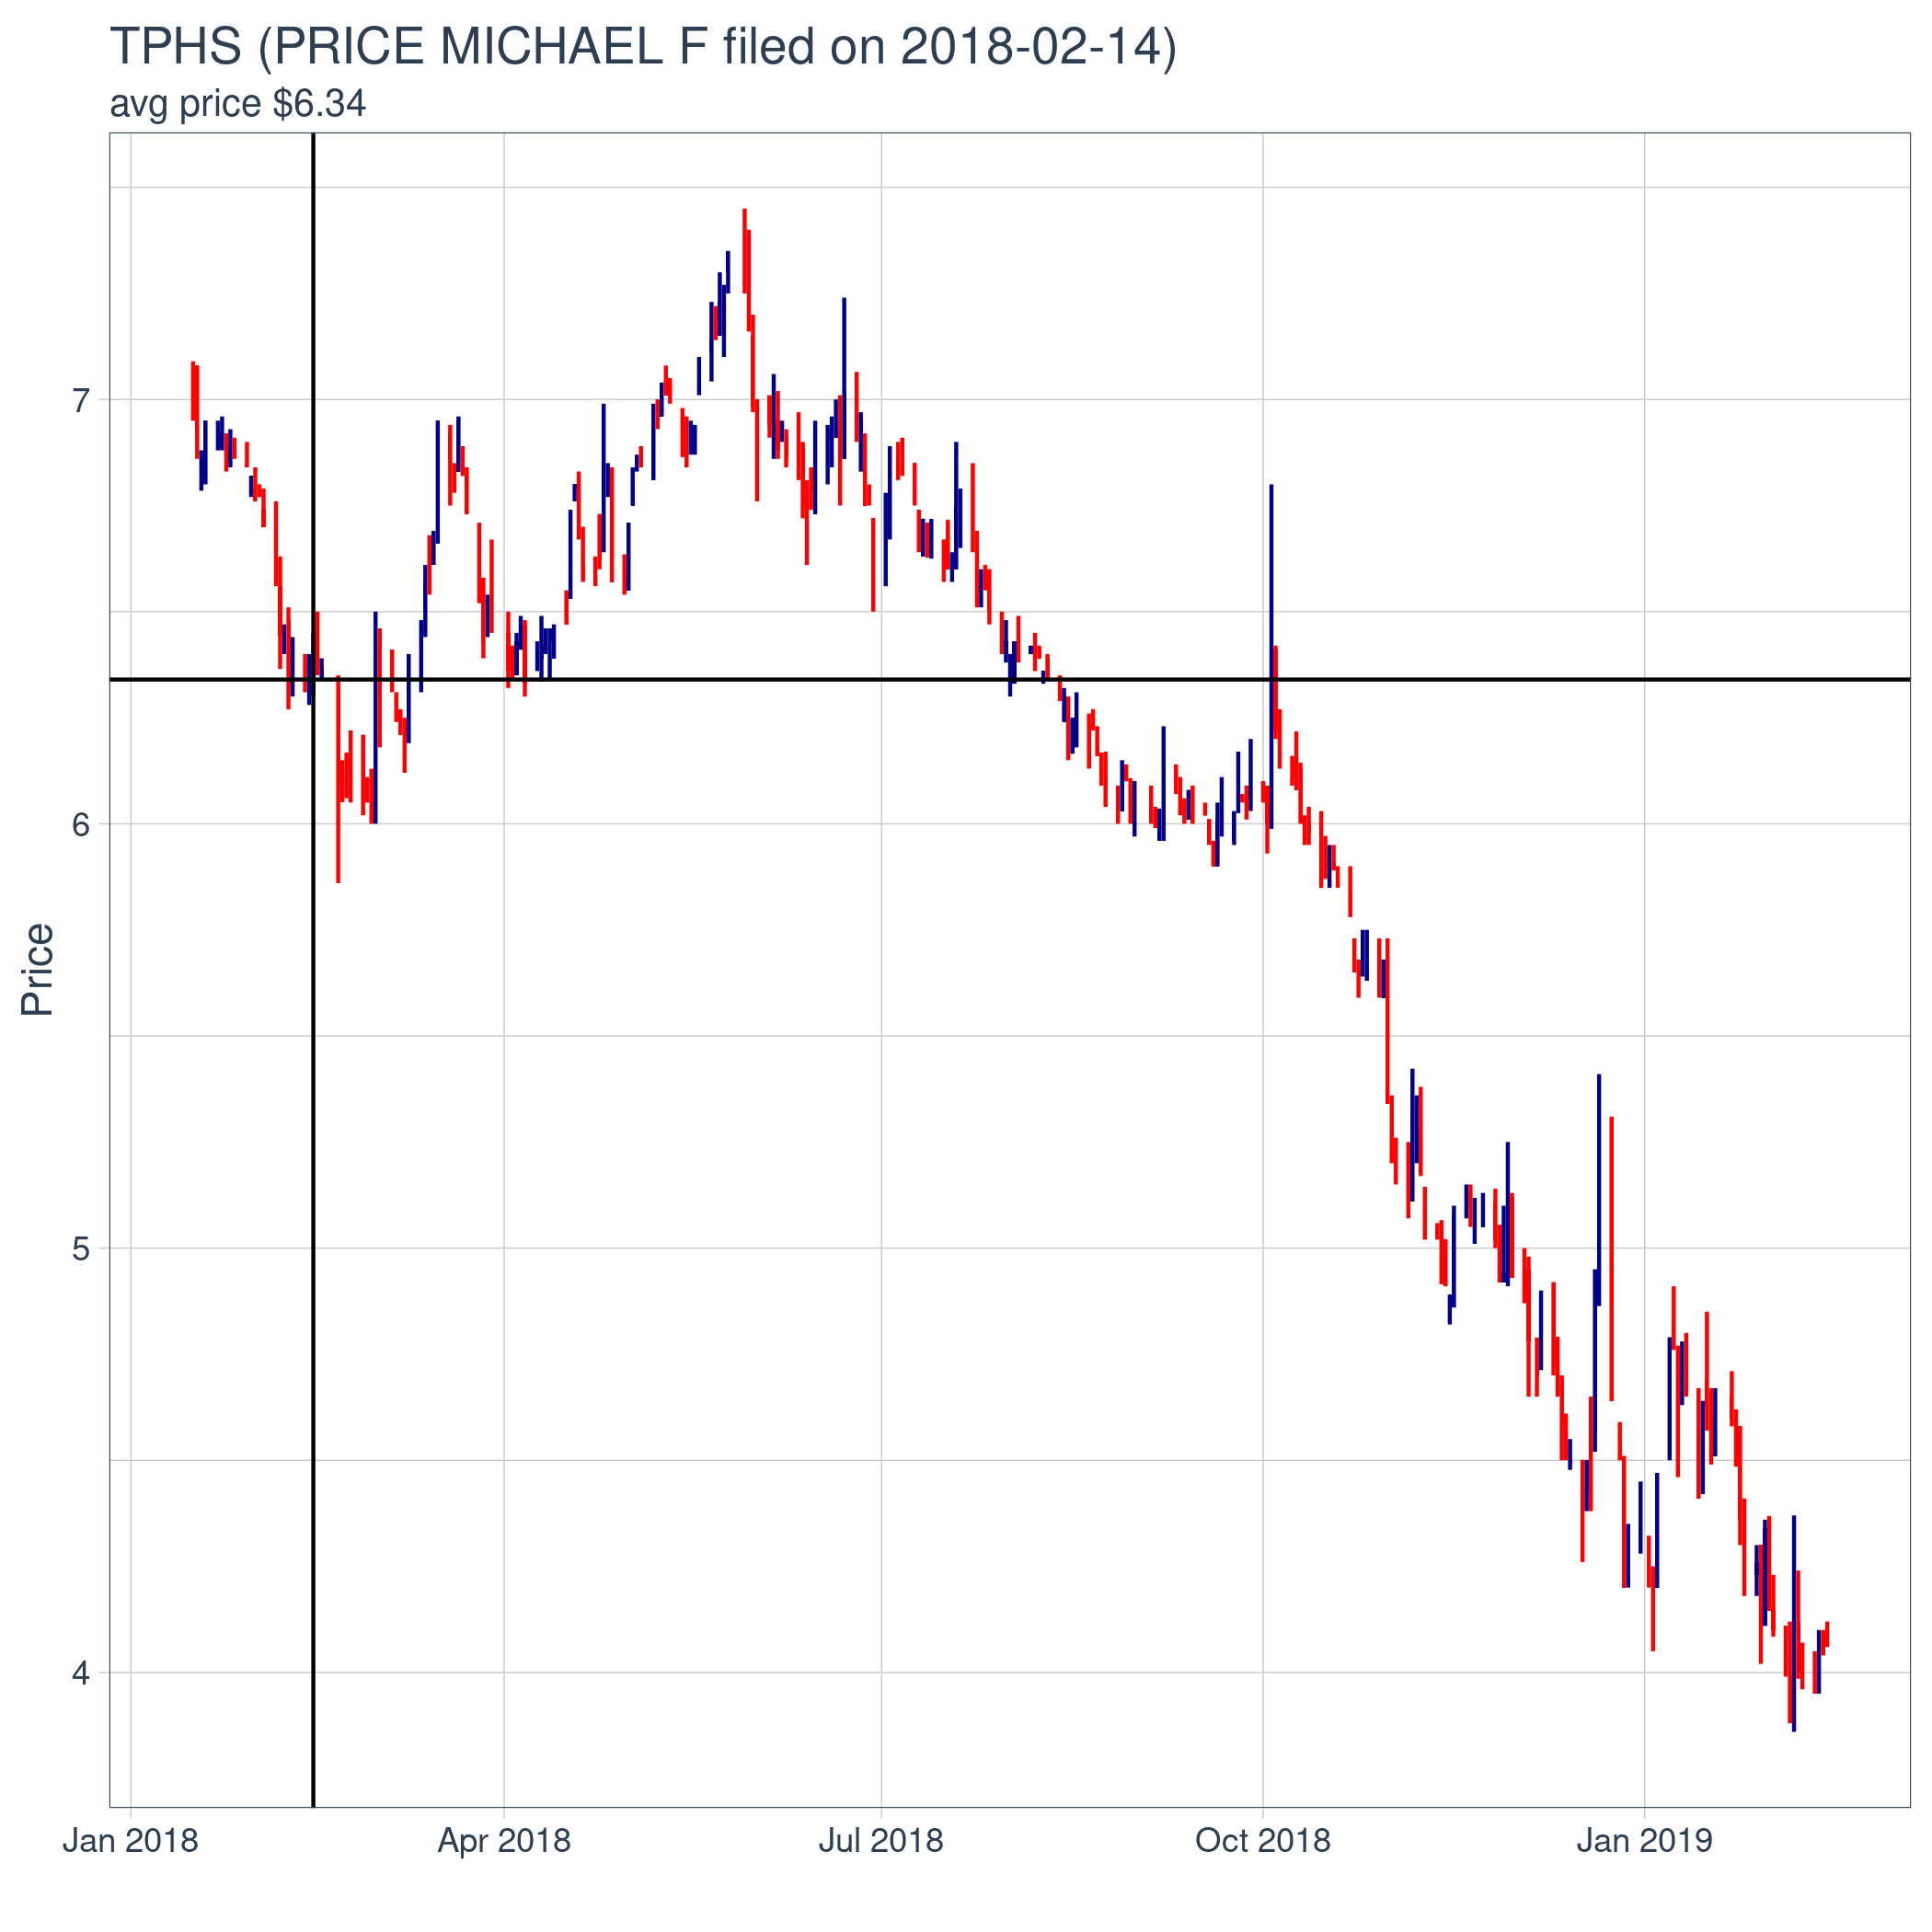 TPHS (PRICE MICHAEL F filed on 2018-02-14)
avg price $6.34
7
6
5
4
Price
Jan 2018 Apr 2018 Jul 2018 Oct 2018 Jan 2019